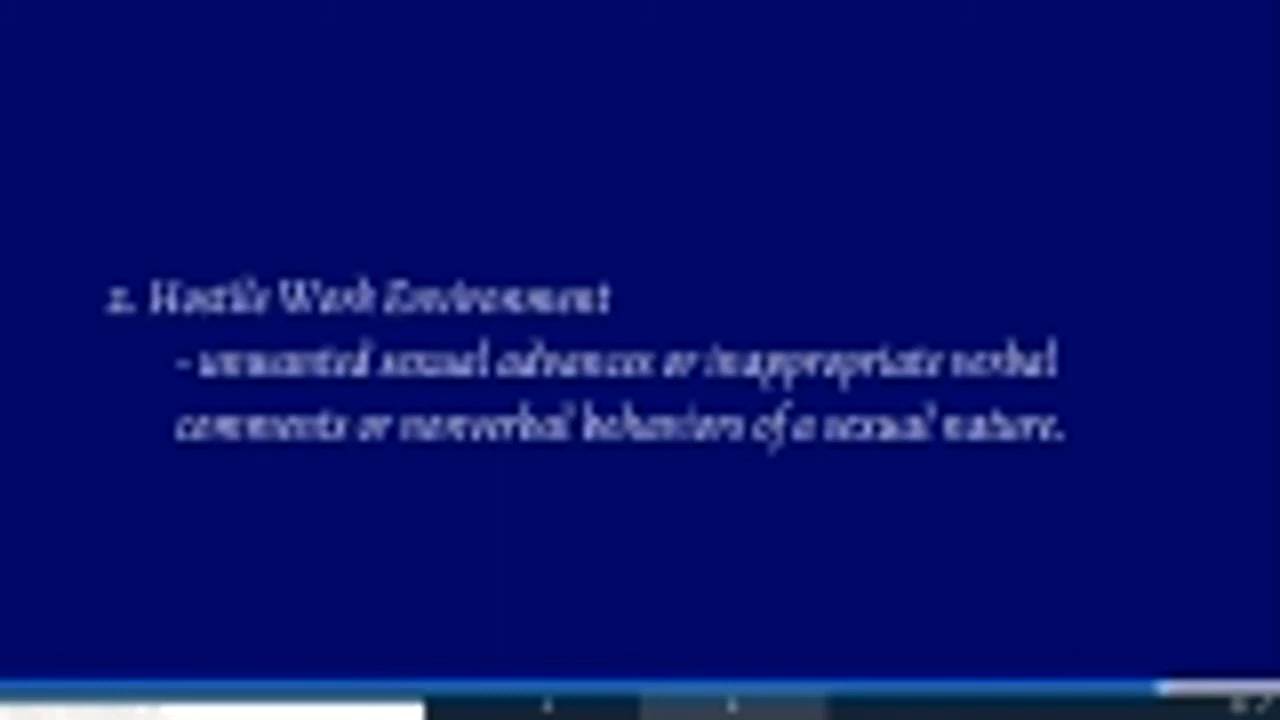 2. Hostile Work Environment
- unwanted sexual advances or inappropriate verbal
comments or nonverbal behaviors of a sexual nature.